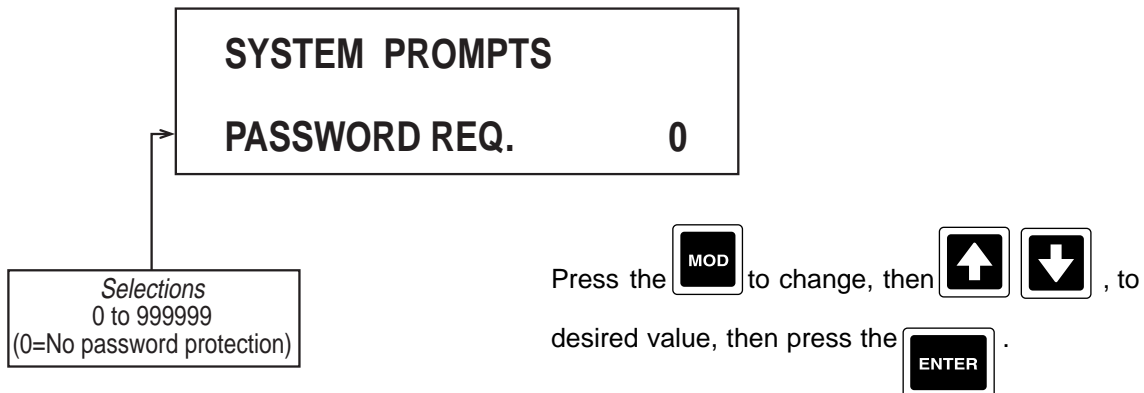 SYSTEM PROMPTS
PASSWORD REQ. 0
Selections
0 to 999999
(0=No password protection)
Press the MOD to change, then , to
desired value, then press the ENTER .